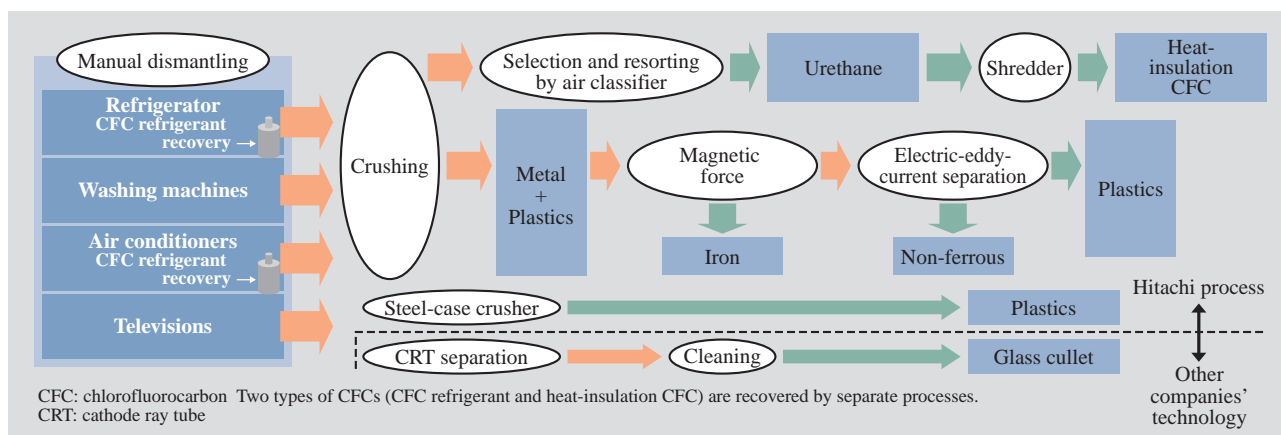 Manual dismantling
Refrigerator
CFC refrigerant
recovery
Washing machines
Air conditioners
CFC refrigerant
recovery
Televisions
Crushing
Selection and resorting
by air classifier
Urethane
Shredder
Heat-
insulation
CFC
Metal
+
Plastics
Magnetic
force
Electric-eddy-
current separation
Plastics
Iron
Non-ferrous
Steel-case crusher
Plastics
Hitachi process
CRT separation
Cleaning
Glass cullet
Other
companies’
technology
CFC: chlorofluorocarbon  Two types of CFCs (CFC refrigerant and heat-insulation CFC) are recovered by separate processes.
CRT: cathode ray tube